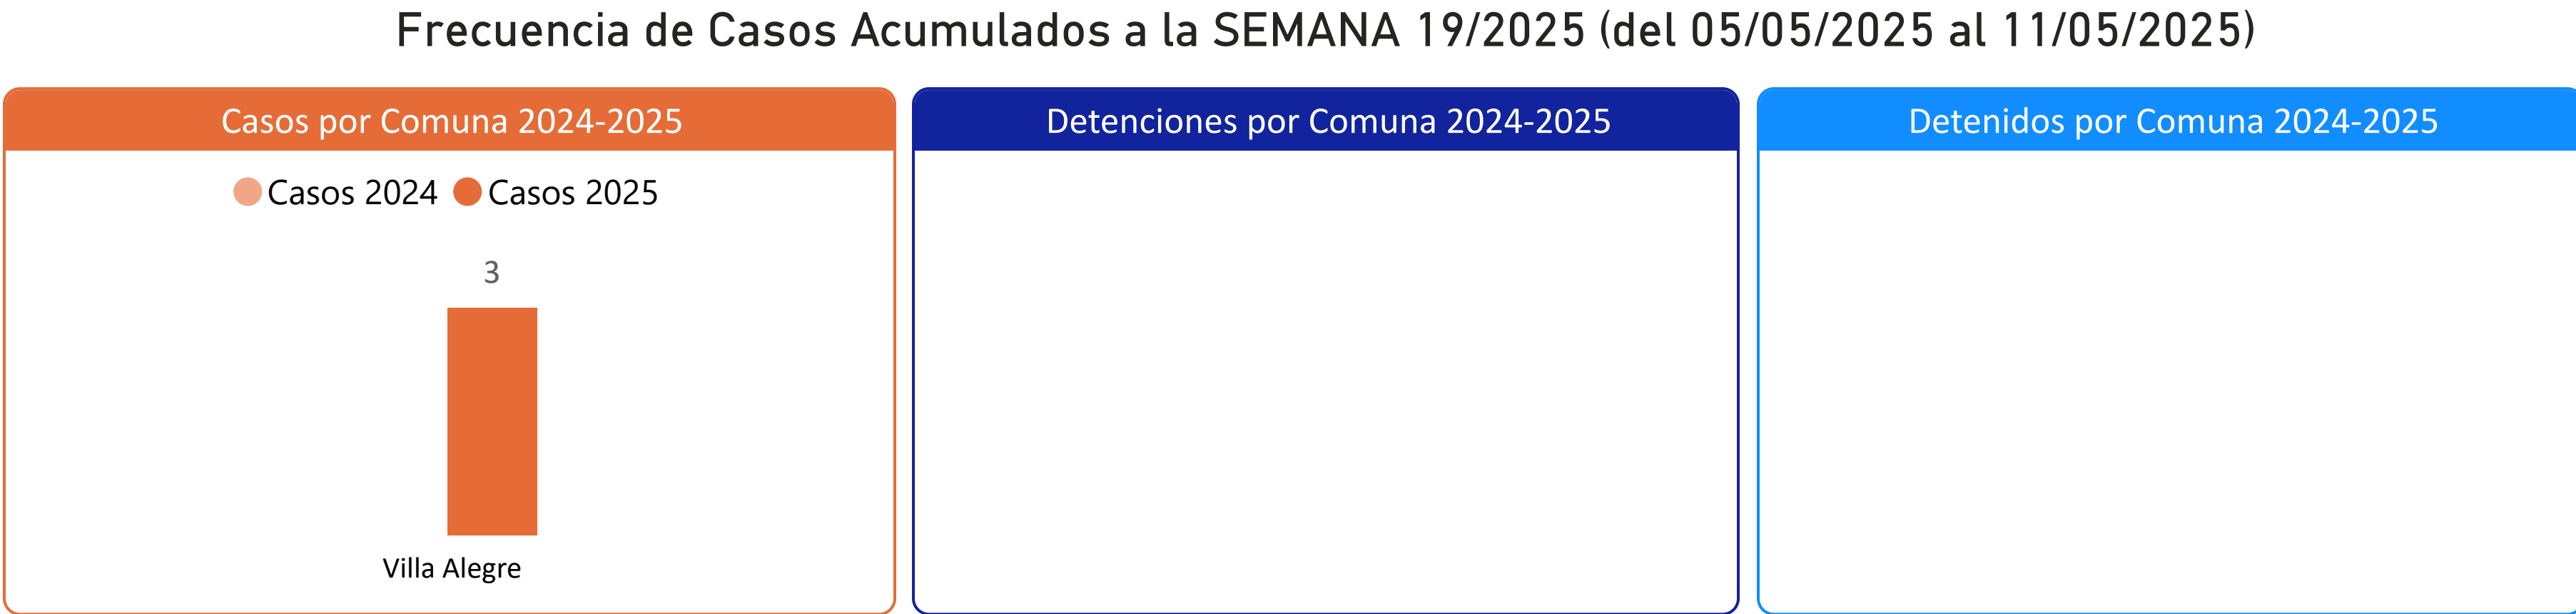 Frecuencia de Casos Acumulados a la SEMANA 19/2025 (del 05/05/2025 al 11/05/2025)
Casos por Comuna 2024-2025
Casos 2024 Casos 2025
3
Villa Alegre
Detenciones por Comuna 2024-2025
Detenidos por Comuna 2024-2025